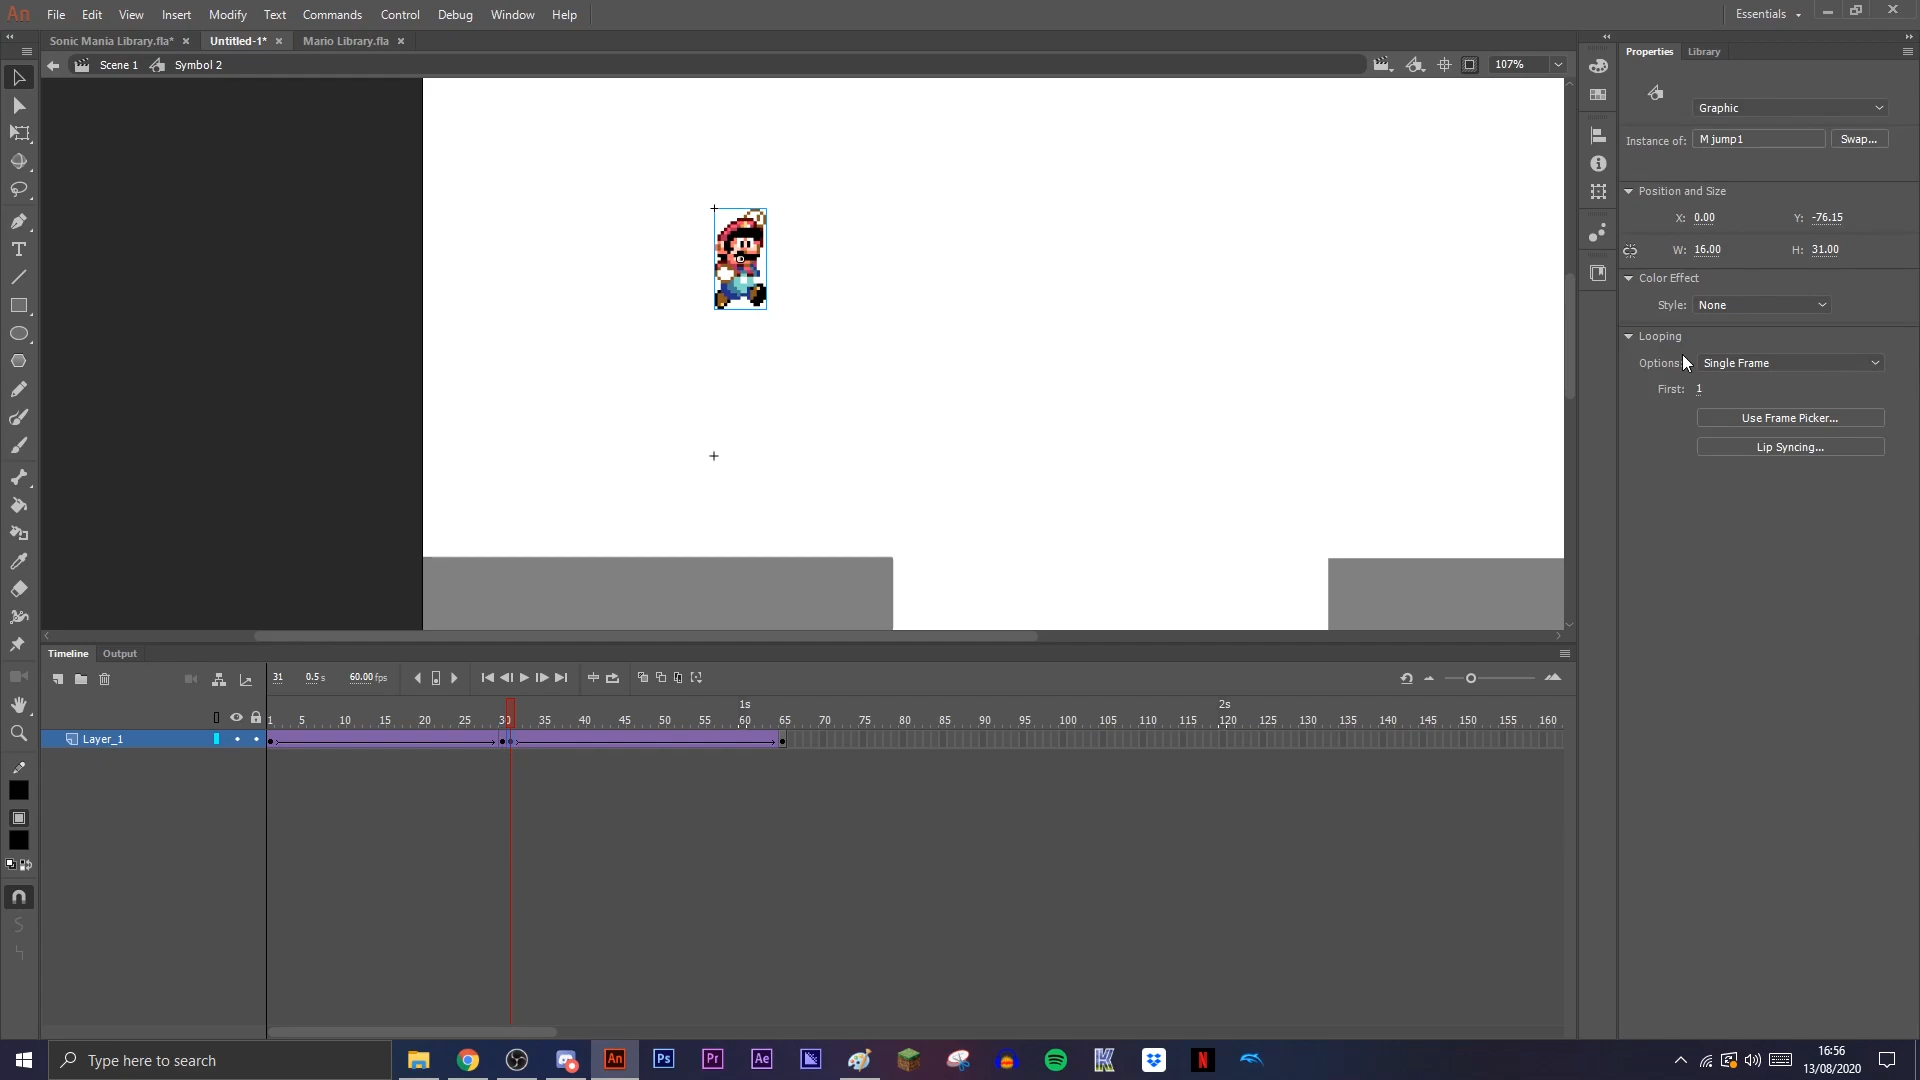 An File Edit View Insert Modify Text Commands Control Debug Window Help Essentials
Sonic Mania Library.fla* × Untitled-1* × Mario Library.fla ×
Scene 1 Symbol 2 107%
Properties Library
Graphic
Instance of: M jump1 Swap...
Position and Size
X: 0.00 Y: -76.15
W: 16.00 H: 31.00
Color Effect
Style: None
Looping
Options: Single Frame
First: 1
Use Frame Picker...
Lip Syncing...
Timeline Output
31 0.5 s 60.00 fps
1s 2s
1 5 10 15 20 25 30 35 40 45 50 55 60 65 70 75 80 85 90 95 100 105 110 115 120 125 130 135 140 145 150 155 160
Layer_1
Type here to search
An Ps Pr Ae N
16:56
13/08/2020